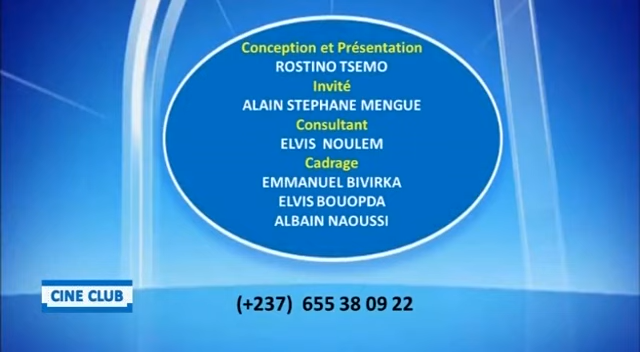 Conception et Présentation
ROSTINO TSEMO
Invité
ALAIN STEPHANE MENGUE
Consultant
ELVIS NOULEM
Cadrage
EMMANUEL BIVIRKA
ELVIS BOUOPDA
ALBAIN NAOUSSI
CINE CLUB
(+237) 655 38 09 22